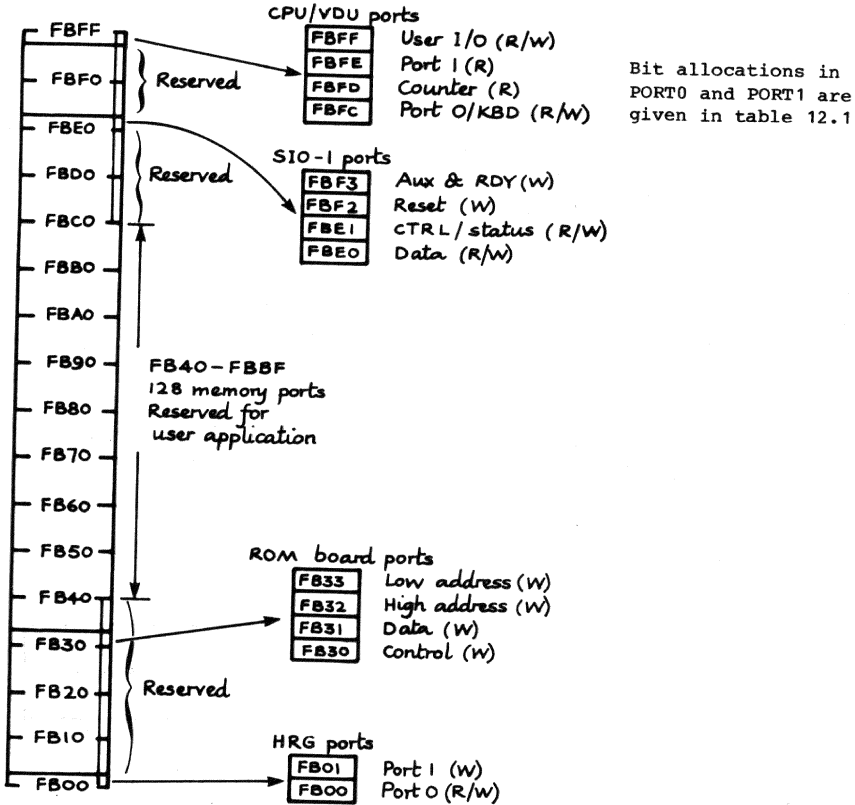 CPU/VDU ports
FBFF
FBFF User I/O (R/W)
FBFE Port 1 (R)
FBFD Counter (R)
FBFC Port 0/KBD (R/W)
Bit allocations in
PORT0 and PORT1 are
given in table 12.1
FBF0
Reserved
FBE0
SIO-1 ports
FBF3 Aux & RDY (W)
FBF2 Reset (W)
FBE1 CTRL/status (R/W)
FBE0 Data (R/W)
FBD0
Reserved
FBC0
FBB0
FBA0
FB90
FB80
FB70
FB60
FB50
FB40
FB40-FBBF
128 memory ports
Reserved for
user application
ROM board ports
FB33 Low address (W)
FB32 High address (W)
FB31 Data (W)
FB30 Control (W)
FB30
FB20
Reserved
FB10
HRG ports
FB01 Port 1 (W)
FB00 Port 0 (R/W)
FB00